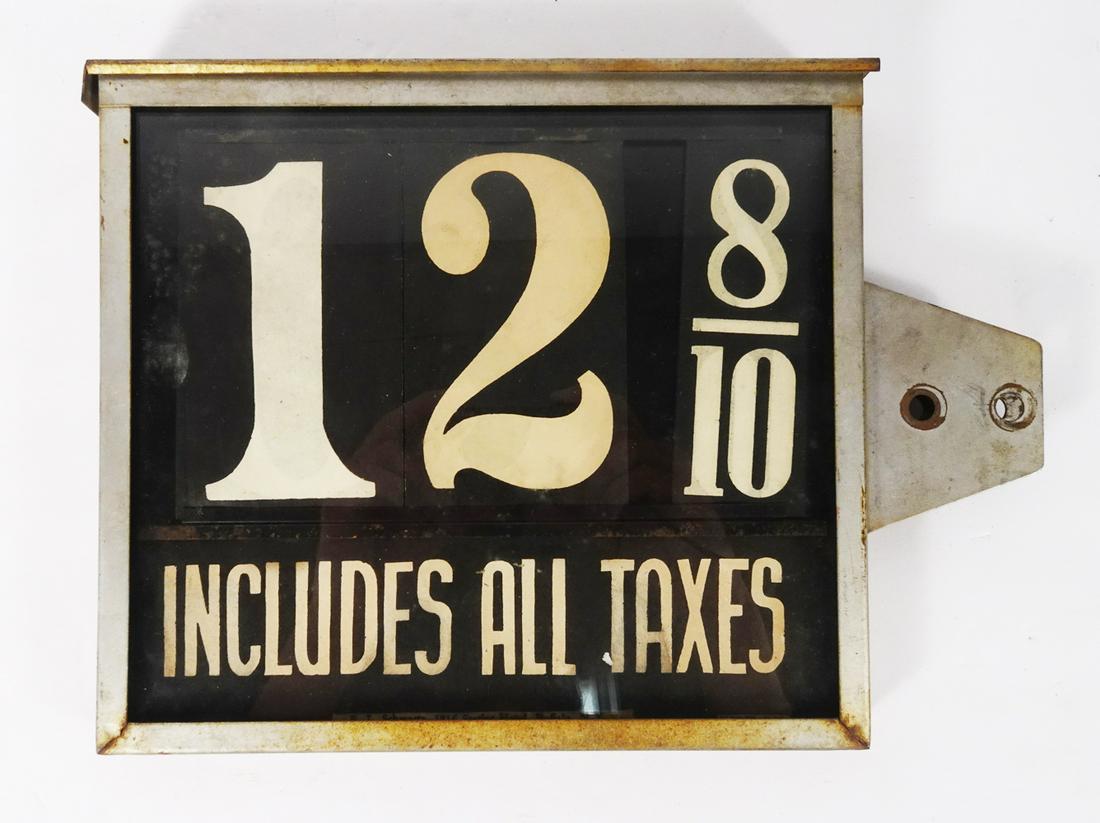 12 8/10
INCLUDES ALL TAXES